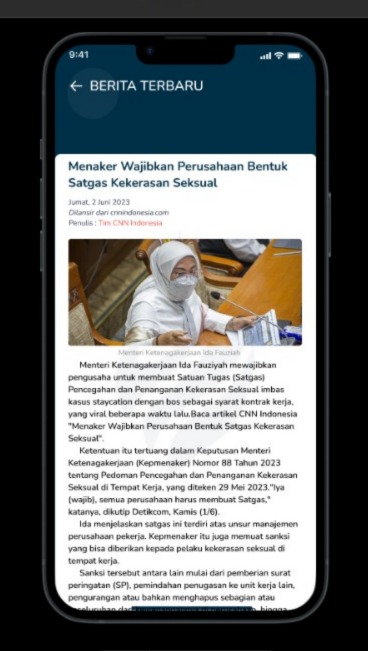 9:41
BERITA TERBARU
Menaker Wajibkan Perusahaan Bentuk
Satgas Kekerasan Seksual
Jumat, 2 Juni 2023
Dilansir dari cnnindonesia.com
Penulis : Tim CNN Indonesia
Menteri Ketenagakerjaan Ida Fauziah
Menteri Ketenagakerjaan Ida Fauziyah mewajibkan
pengusaha untuk membuat Satuan Tugas (Satgas)
Pencegahan dan Penanganan Kekerasan Seksual imbas
kasus staycation dengan bos sebagai syarat kontrak kerja,
yang viral beberapa waktu lalu.Baca artikel CNN Indonesia
"Menaker Wajibkan Perusahaan Bentuk Satgas Kekerasan
Seksual".
Ketentuan itu tertuang dalam Keputusan Menteri
Ketenagakerjaan (Kepmenaker) Nomor 88 Tahun 2023
tentang Pedoman Pencegahan dan Penanganan Kekerasan
Seksual di Tempat Kerja, yang diteken 29 Mei 2023."iya
(wajib), semua perusahaan harus membuat Satgas,"
katanya, dikutip Detikcom, Kamis (1/6).
Ida menjelaskan satgas ini terdiri atas unsur manajemen
perusahaan pekerja. Kepmenaker itu juga memuat sanksi
yang bisa diberikan kepada pelaku kekerasan seksual di
tempat kerja.
Sanksi tersebut antara lain mulai dari pemberian surat
peringatan (SP), pemindahan penugasan ke unit kerja lain,
pengurangan atau bahkan menghapus sebagian atau
hingga